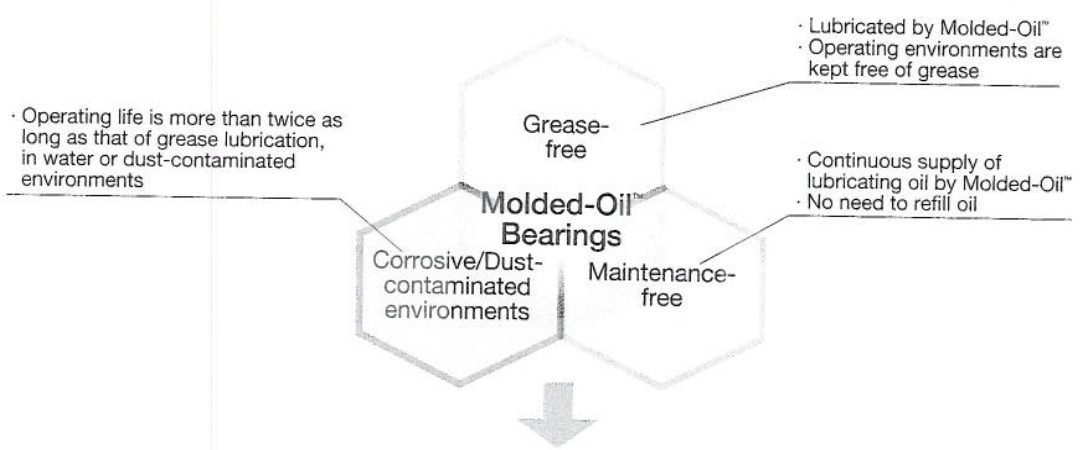 · Lubricated by Molded-Oil™
· Operating environments are
kept free of grease
· Operating life is more than twice as
long as that of grease lubrication,
in water or dust-contaminated
environments
Grease-
free
· Continuous supply of
lubricating oil by Molded-Oil™
· No need to refill oil
Molded-Oil™
Bearings
Corrosive/Dust-
contaminated
environments
Maintenance-
free